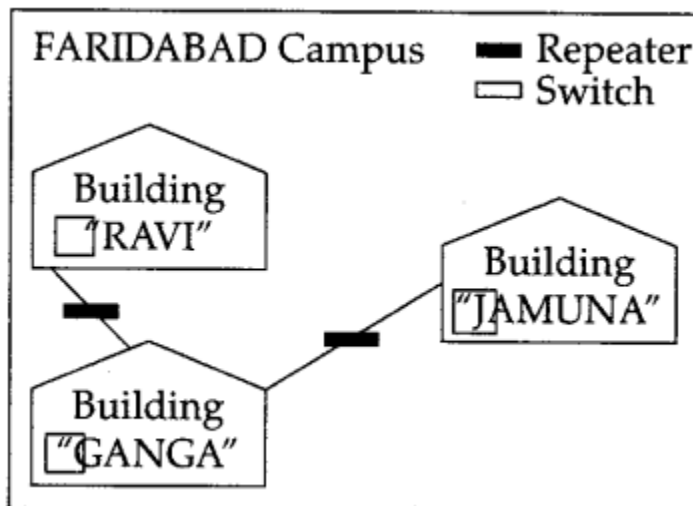 FARIDABAD Campus
Repeater
Switch
Building
"RAVI"
Building
"JAMUNA"
Building
"GANGA"